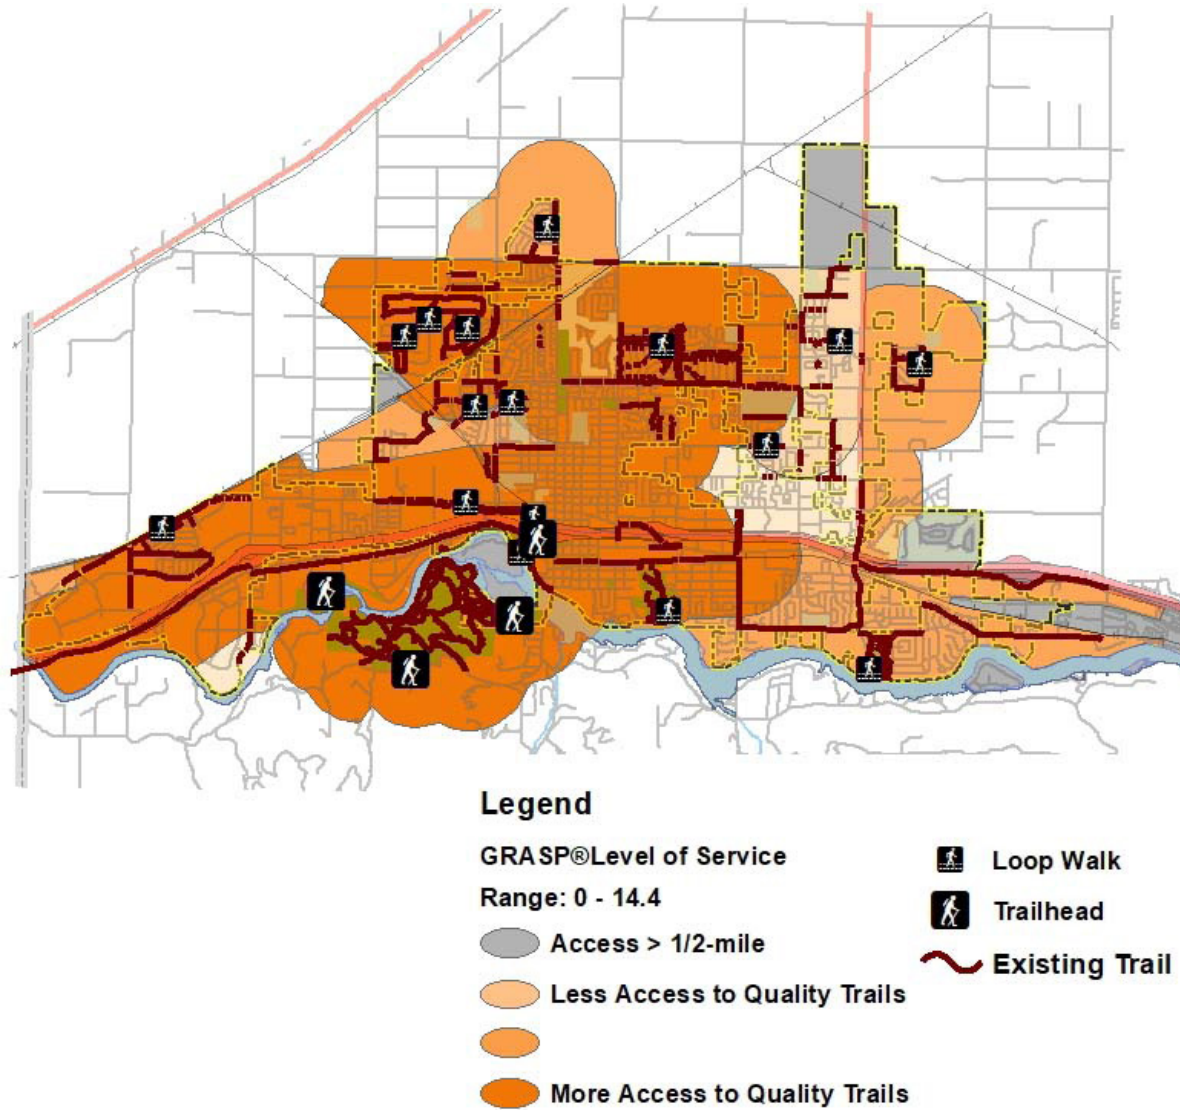 Legend
GRASP®Level of Service
Range: 0 - 14.4
Access > 1/2-mile
Less Access to Quality Trails
More Access to Quality Trails
Loop Walk
Trailhead
Existing Trail